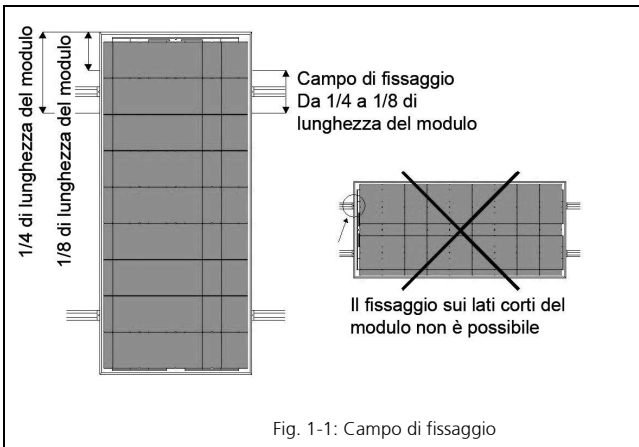 1/4 di lunghezza del modulo
1/8 di lunghezza del modulo
Campo di fissaggio
Da 1/4 a 1/8 di
lunghezza del modulo
Il fissaggio sui lati corti del
modulo non è possibile
Fig. 1-1: Campo di fissaggio